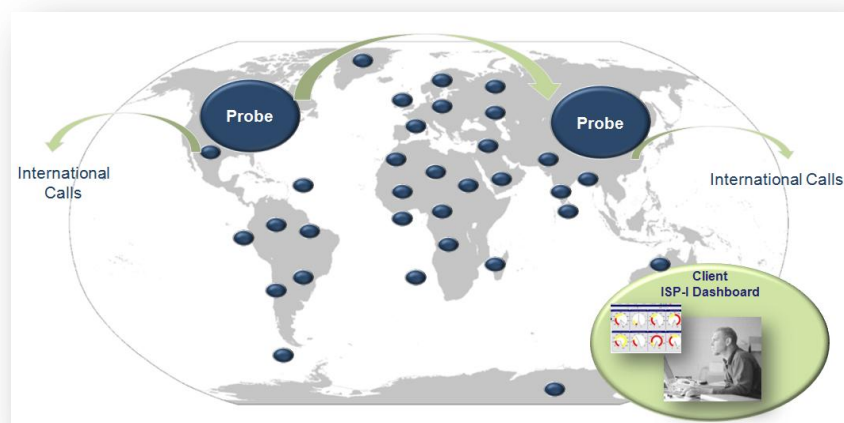 Probe
Probe
International
Calls
International Calls
Client
ISP-I Dashboard